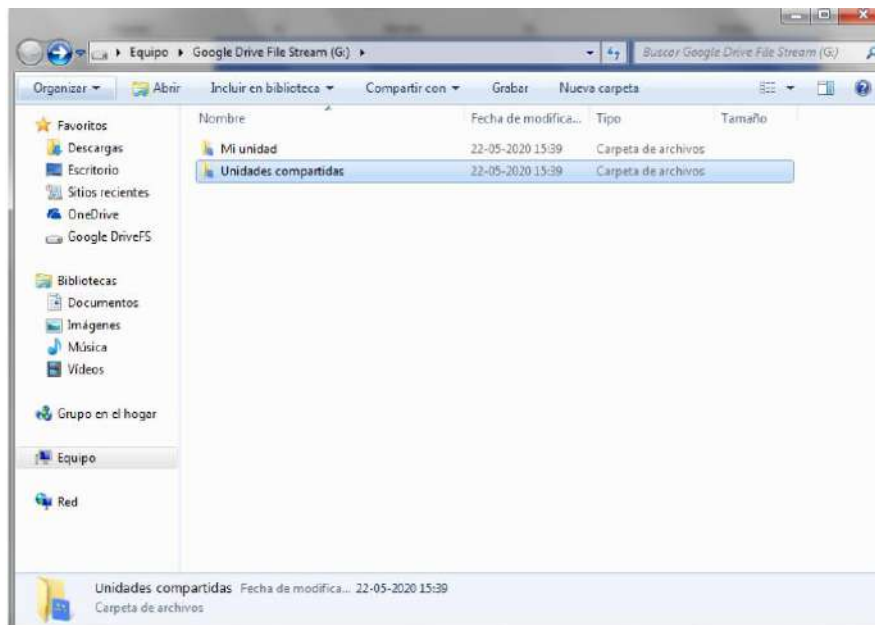 Equipo ▸ Google Drive File Stream (G:) ▸
Buscar Google Drive File Stream (G:)
Organizar Abrir Incluir en biblioteca Compartir con Grabar Nueva carpeta
Nombre Fecha de modifica... Tipo Tamaño
Favoritos
Descargas
Escritorio
Sitios recientes
OneDrive
Google DriveFS
Bibliotecas
Documentos
Imágenes
Música
Vídeos
Grupo en el hogar
Equipo
Red
Mi unidad 22-05-2020 15:39 Carpeta de archivos
Unidades compartidas 22-05-2020 15:39 Carpeta de archivos
Unidades compartidas Fecha de modifica... 22-05-2020 15:39
Carpeta de archivos